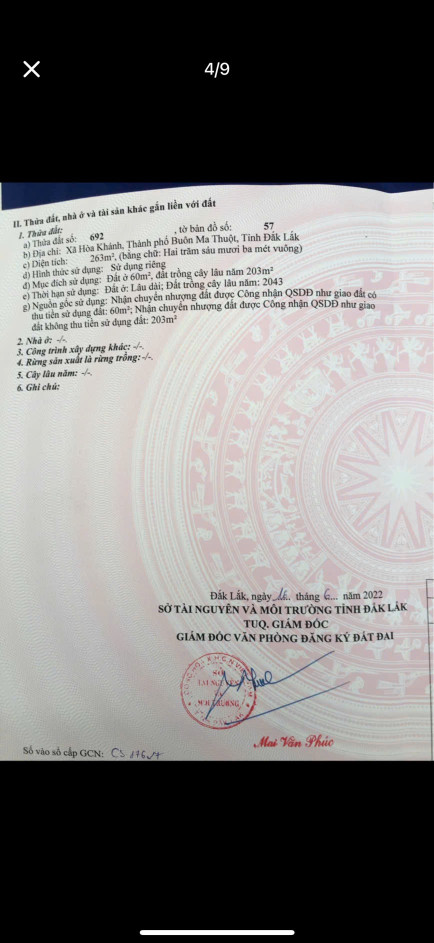 4/9
II. Thửa đất, nhà ở và tài sản khác gắn liền với đất
1. Thửa đất:
a) Thửa đất số: 692 , tờ bản đồ số: 57
b) Địa chỉ: Xã Hòa Khánh, Thành phố Buôn Ma Thuột, Tỉnh Đắk Lắk
c) Diện tích: 263m², (bằng chữ: Hai trăm sáu mươi ba mét vuông)
d) Hình thức sử dụng: Sử dụng riêng
đ) Mục đích sử dụng: Đất ở 60m², đất trồng cây lâu năm 203m²
e) Thời hạn sử dụng: Đất ở: Lâu dài; Đất trồng cây lâu năm: 2043
g) Nguồn gốc sử dụng: Nhận chuyển nhượng đất được Công nhận QSDĐ như giao đất có
thu tiền sử dụng đất: 60m²; Nhận chuyển nhượng đất được Công nhận QSDĐ như giao
đất không thu tiền sử dụng đất: 203m²
2. Nhà ở: -/-.
3. Công trình xây dựng khác: -/-.
4. Rừng sản xuất là rừng trồng: -/-.
5. Cây lâu năm: -/-.
6. Ghi chú:
Đắk Lắk, ngày 16.. tháng 6... năm 2022
SỞ TÀI NGUYÊN VÀ MÔI TRƯỜNG TỈNH ĐẮK LẮK
TUQ. GIÁM ĐỐC
GIÁM ĐỐC VĂN PHÒNG ĐĂNG KÝ ĐẤT ĐAI
SỞ
TÀI NGUYÊN
VÀ
MÔI TRƯỜNG
Mai Văn Phúc
Số vào sổ cấp GCN: CS